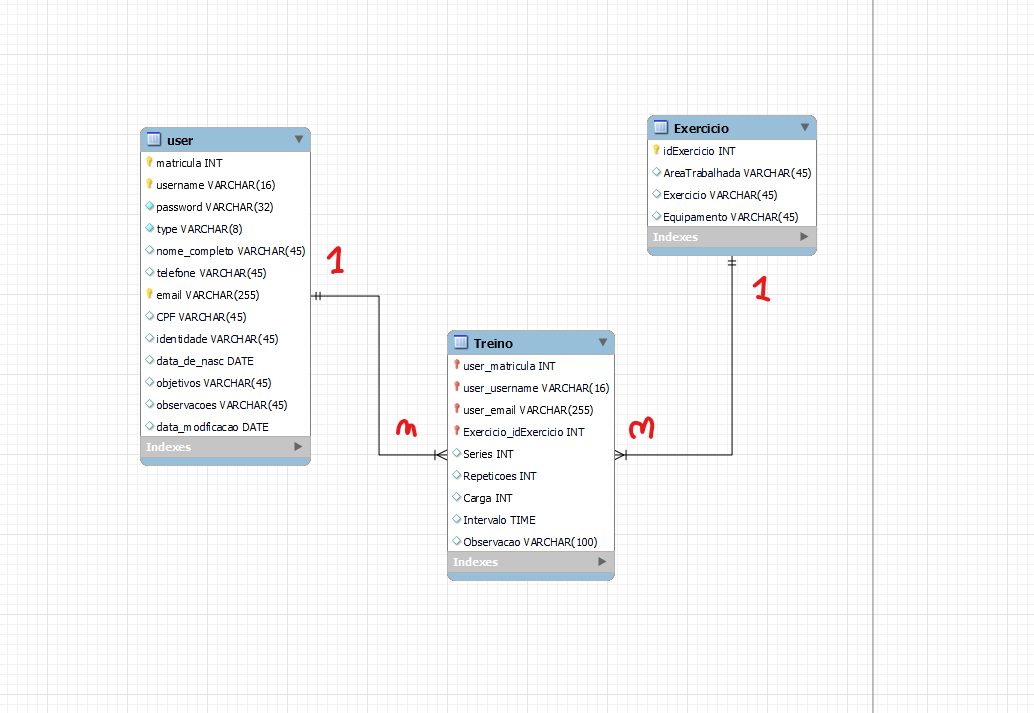 user
matricula INT
username VARCHAR(16)
password VARCHAR(32)
type VARCHAR(8)
nome_completo VARCHAR(45)
telefone VARCHAR(45)
email VARCHAR(255)
CPF VARCHAR(45)
identidade VARCHAR(45)
data_de_nasc DATE
objetivos VARCHAR(45)
observacoes VARCHAR(45)
data_modficacao DATE
Indexes
1
m
Treino
user_matricula INT
user_username VARCHAR(16)
user_email VARCHAR(255)
Exercicio_idExercicio INT
Series INT
Repeticoes INT
Carga INT
Intervalo TIME
Observacao VARCHAR(100)
Indexes
m
1
Exercicio
idExercicio INT
AreaTrabalhada VARCHAR(45)
Exercicio VARCHAR(45)
Equipamento VARCHAR(45)
Indexes